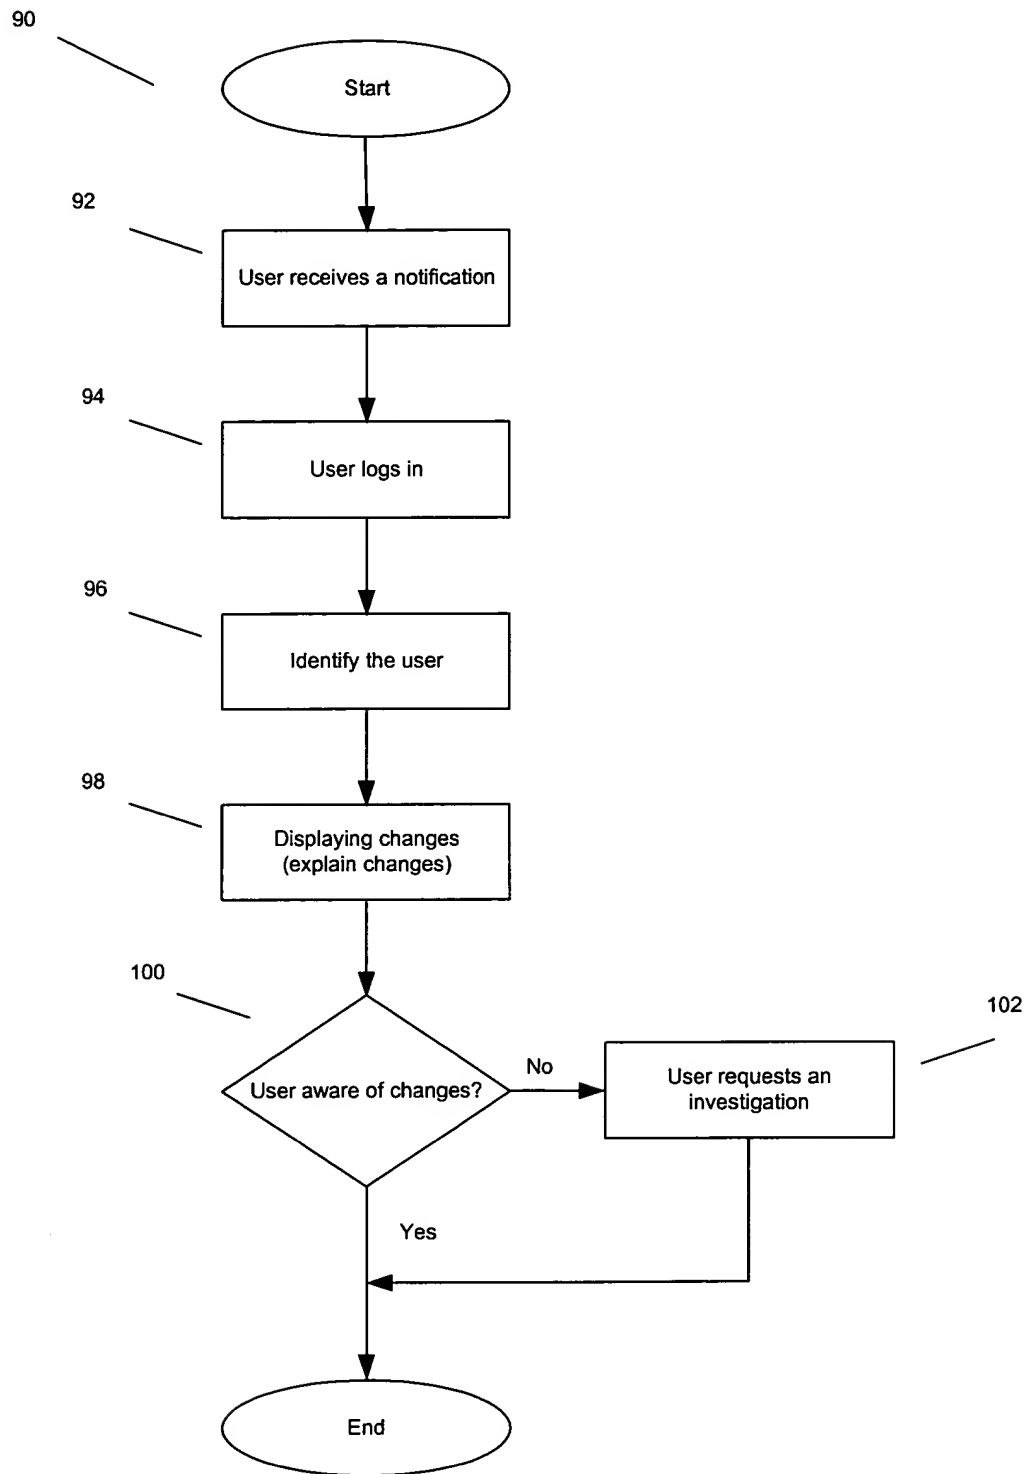 90
Start
92
User receives a notification
94
User logs in
96
Identify the user
98
Displaying changes
(explain changes)
100
User aware of changes?
No
102
User requests an
investigation
Yes
End